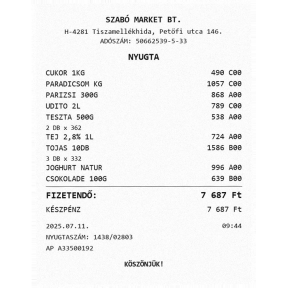 SZABÓ MARKET BT.
H-4281 Tiszamellékhida, Petőfi utca 146.
ADÓSZÁM: 50662539-5-33
NYUGTA
CUKOR 1KG 490 C00
PARADICSOM KG 1057 C00
PARIZSI 300G 868 A00
UDITO 2L 789 C00
TESZTA 500G 538 A00
2 DB x 362
TEJ 2,8% 1L 724 A00
TOJAS 10DB 1586 B00
3 DB x 332
JOGHURT NATUR 996 A00
CSOKOLADE 100G 639 B00
FIZETENDŐ: 7 687 Ft
KÉSZPÉNZ 7 687 Ft
2025.07.11. 09:44
NYUGTASZÁM: 1438/02803
AP A33500192
KÖSZÖNJÜK!